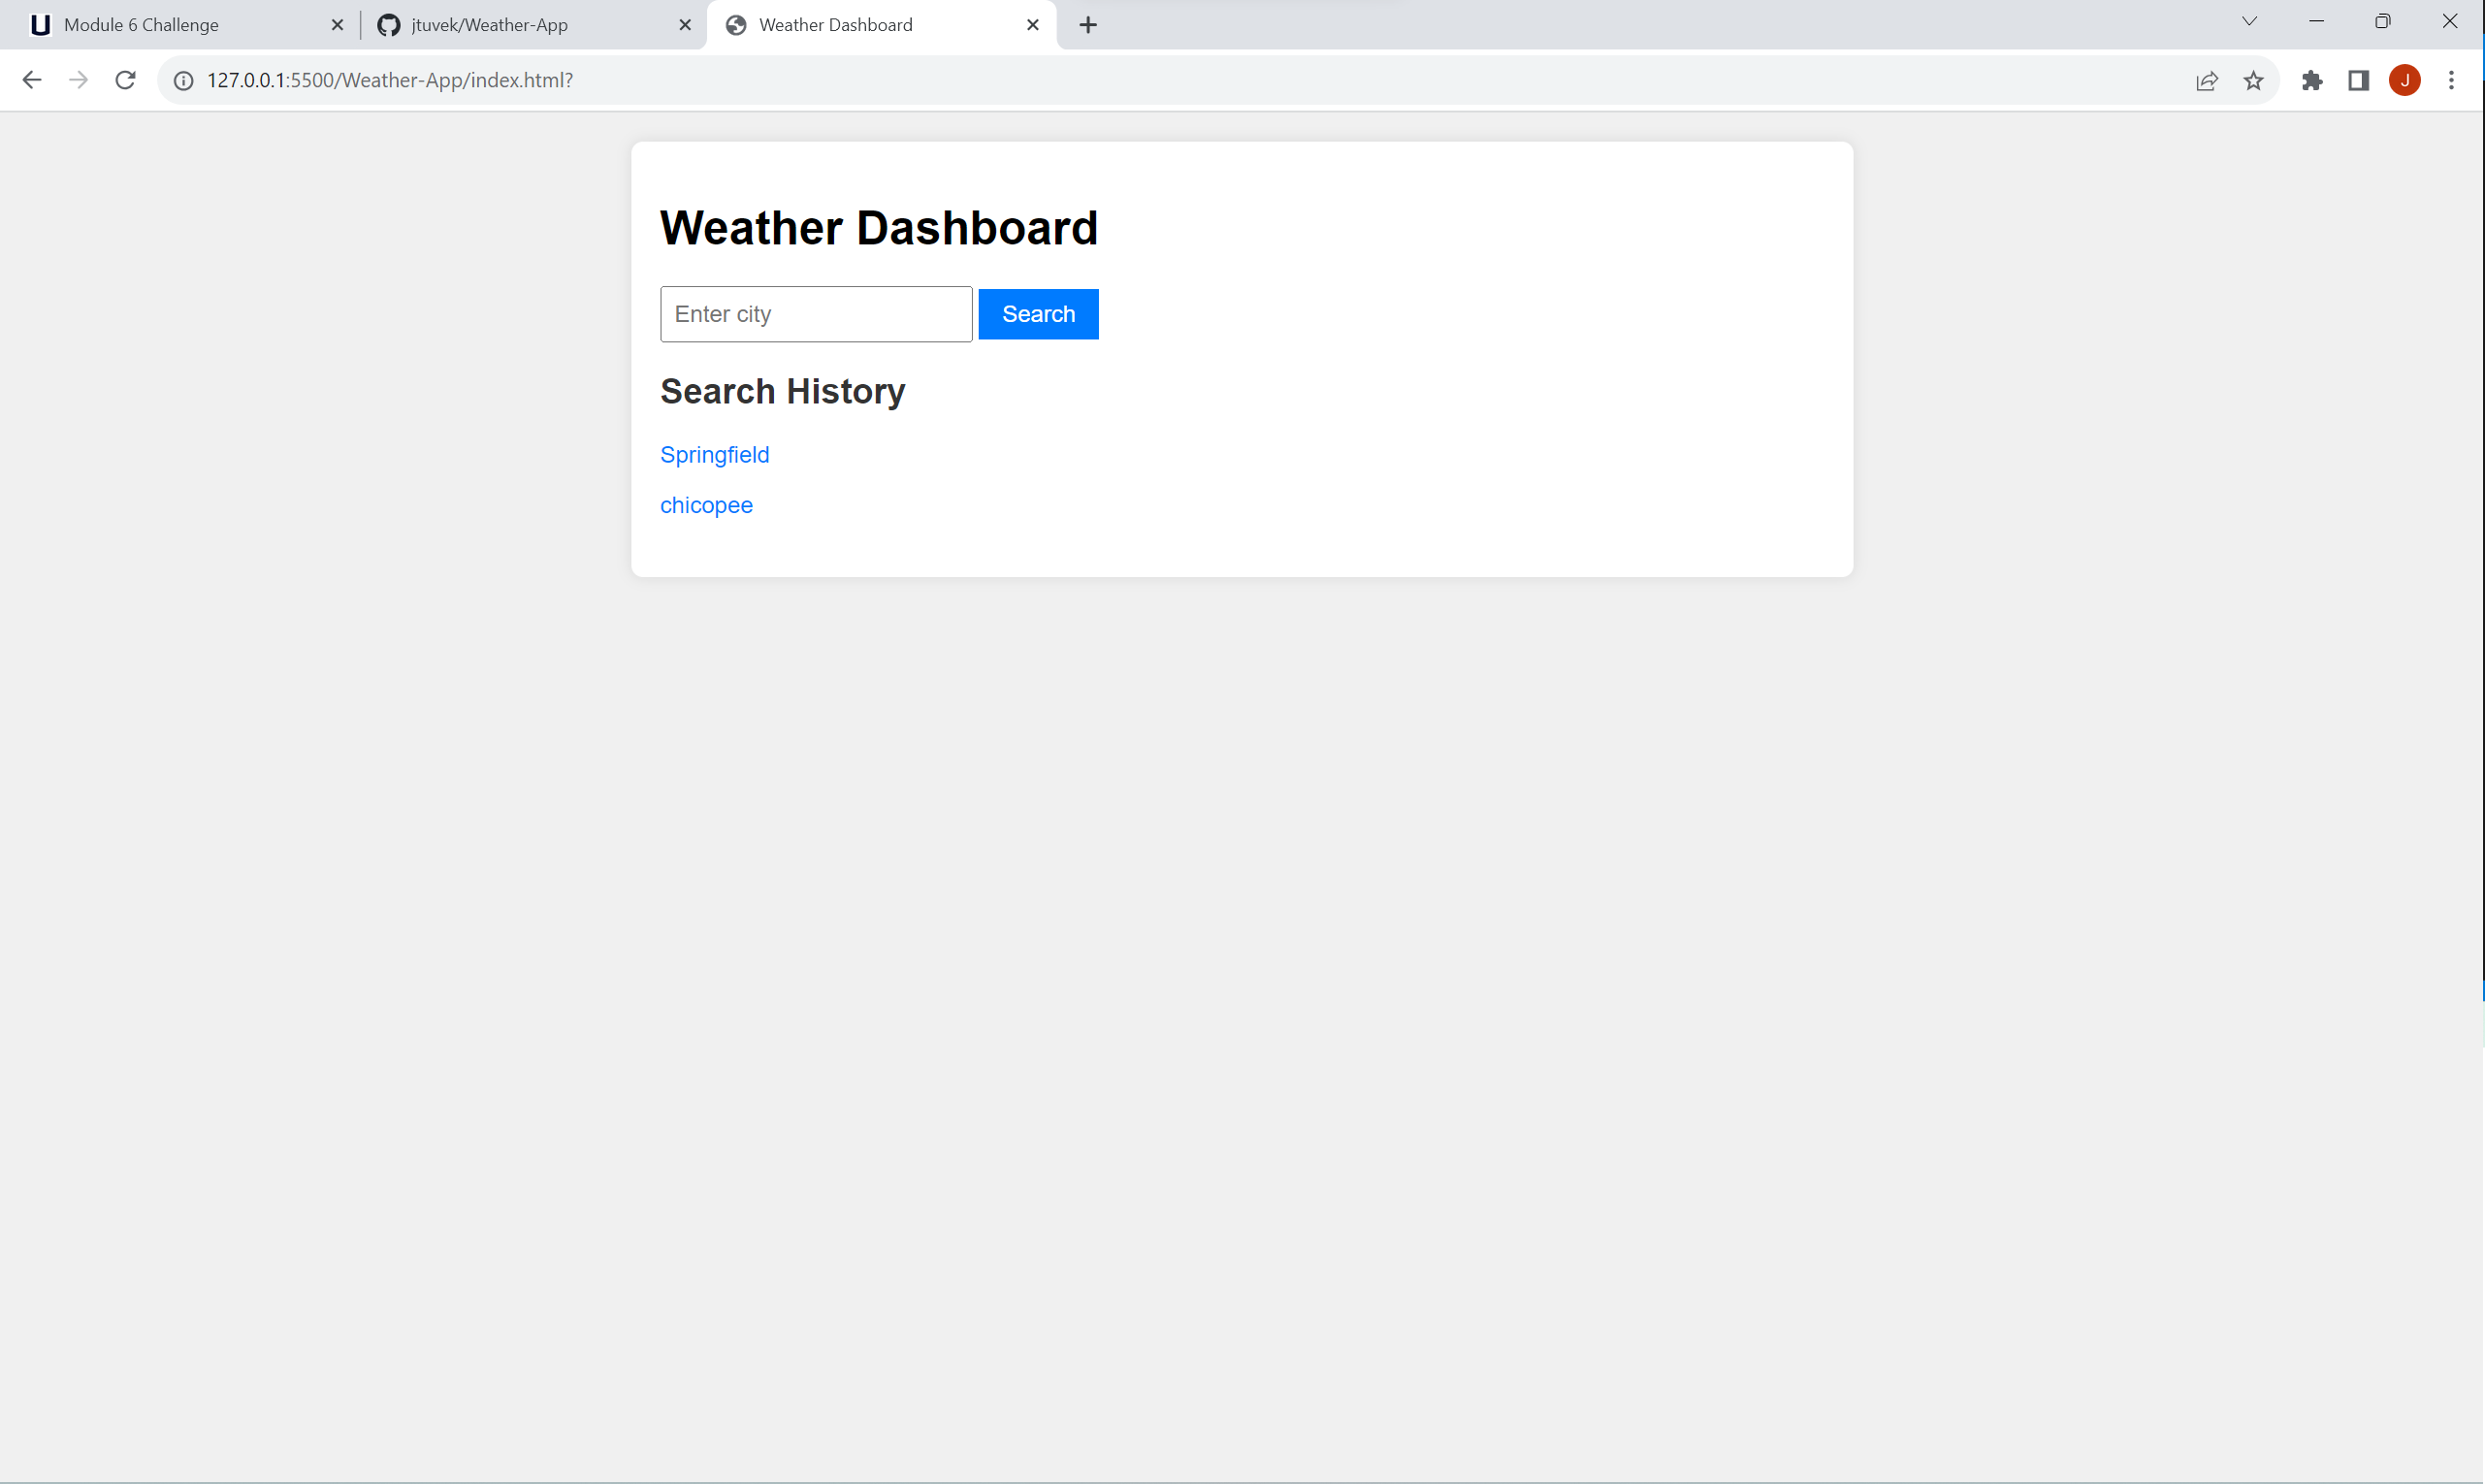 Module 6 Challenge
jtuvek/Weather-App
Weather Dashboard
127.0.0.1:5500/Weather-App/index.html?
J
Weather Dashboard
Enter city
Search
Search History
Springfield
chicopee